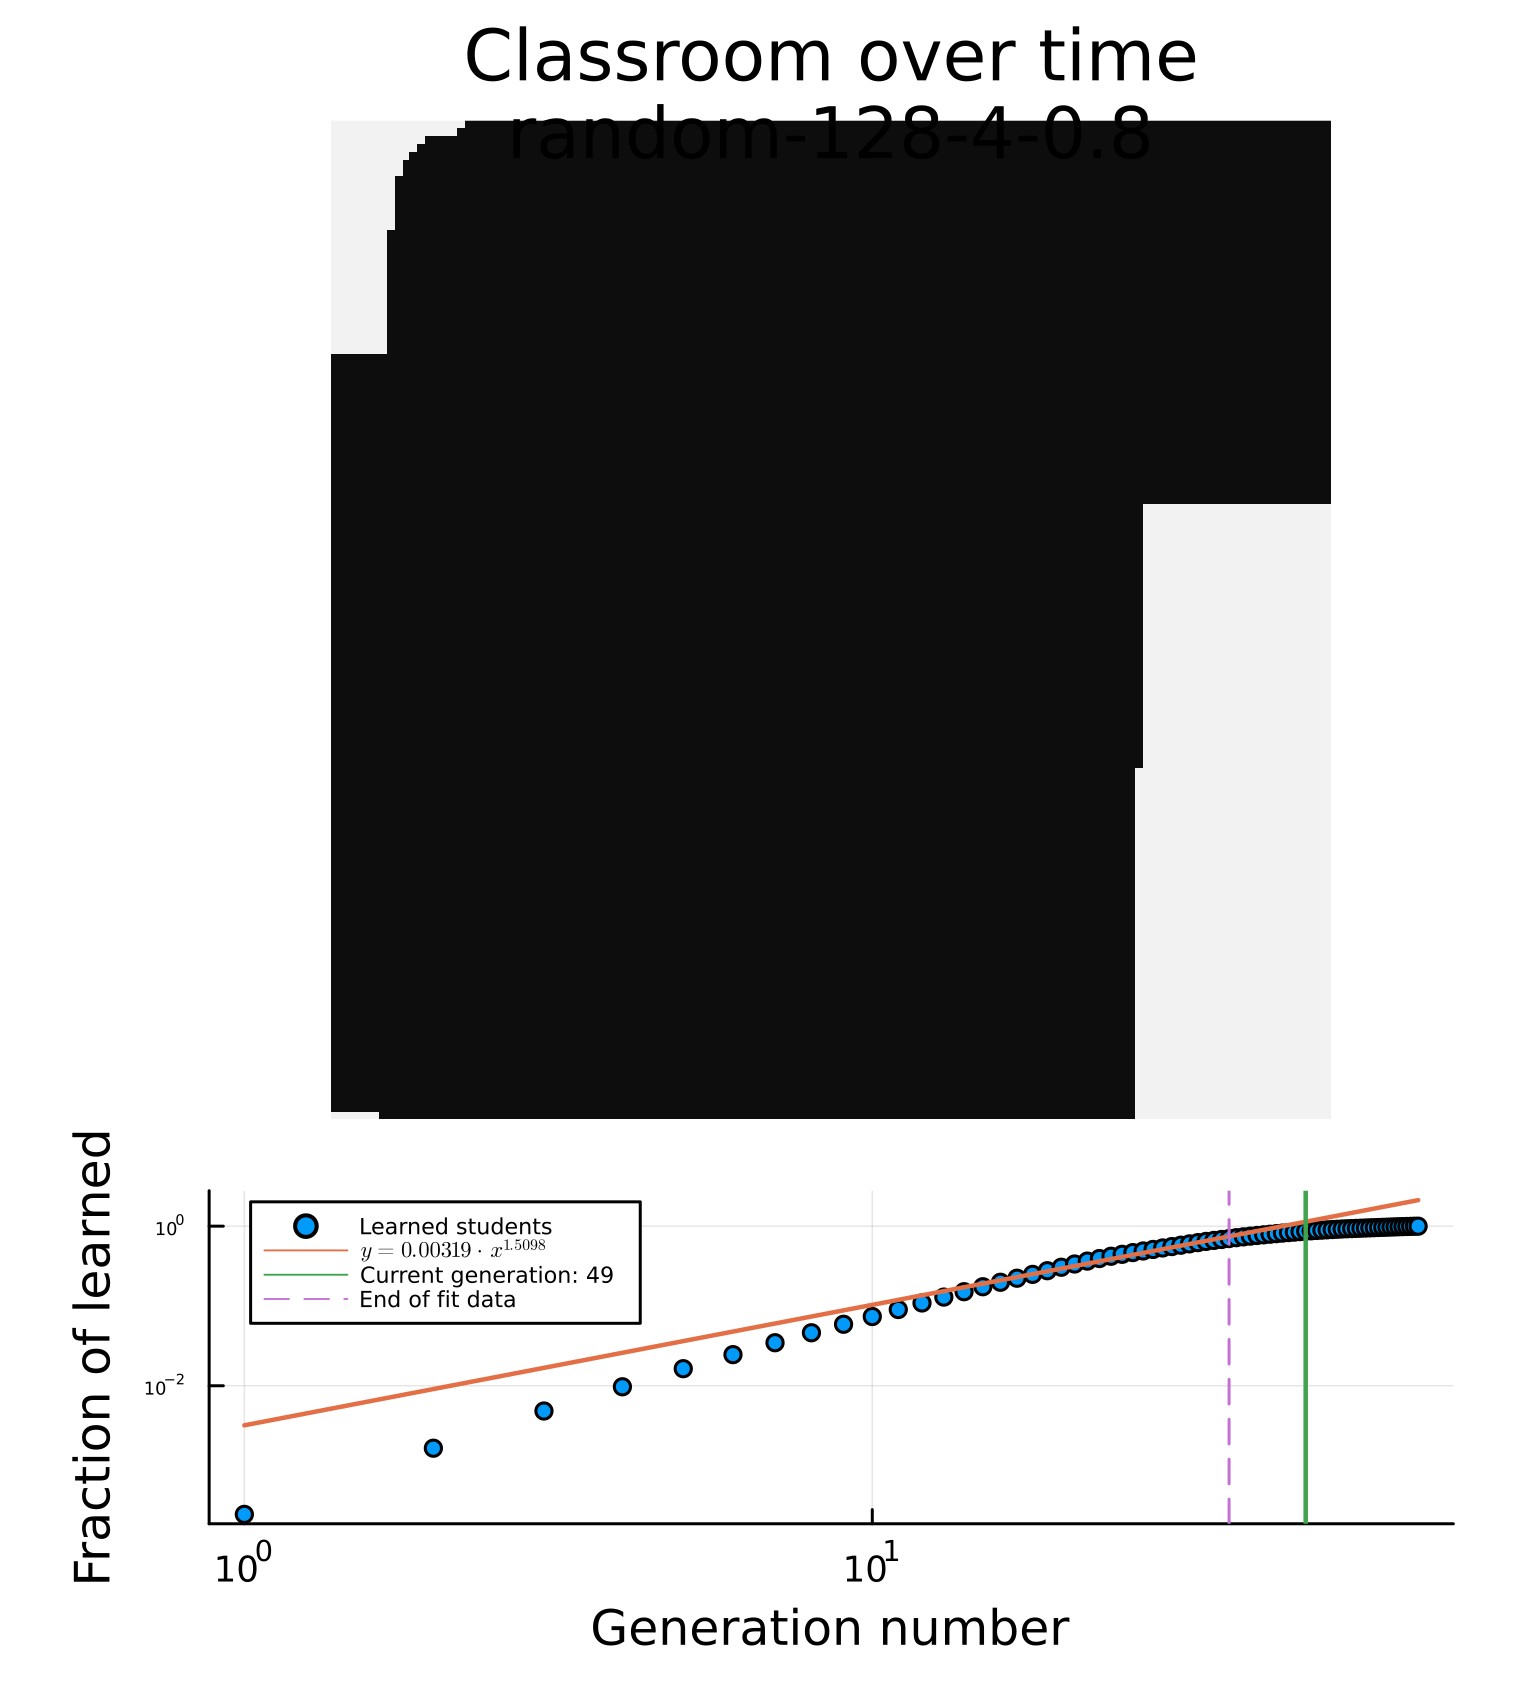 Classroom over time
random-128-4-0.8
Fraction of learned
10⁰
10⁻²
Learned students
y = 0.00319 · x^1.5098
Current generation: 49
End of fit data
10⁰
10¹
Generation number